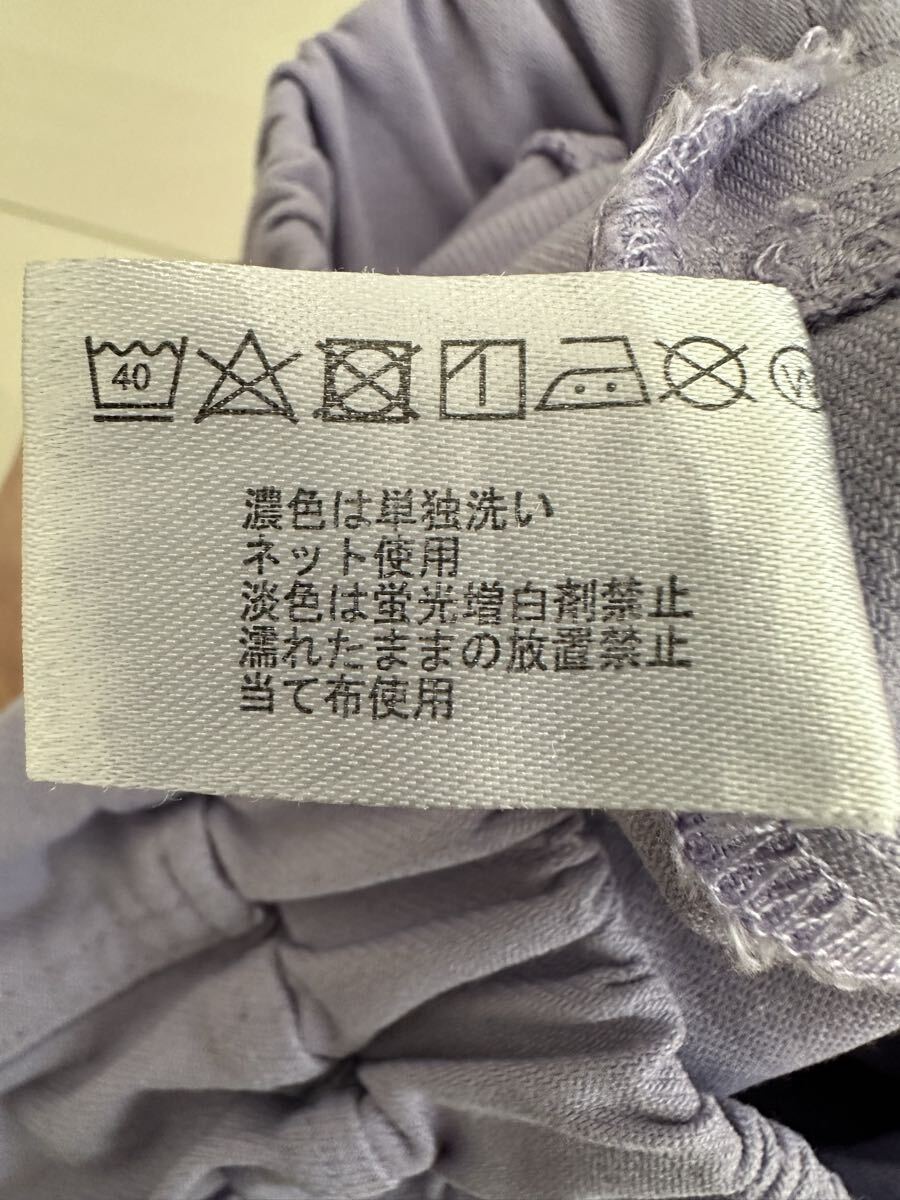 40
W
濃色は単独洗い
ネット使用
淡色は蛍光増白剤禁止
濡れたままの放置禁止
当て布使用